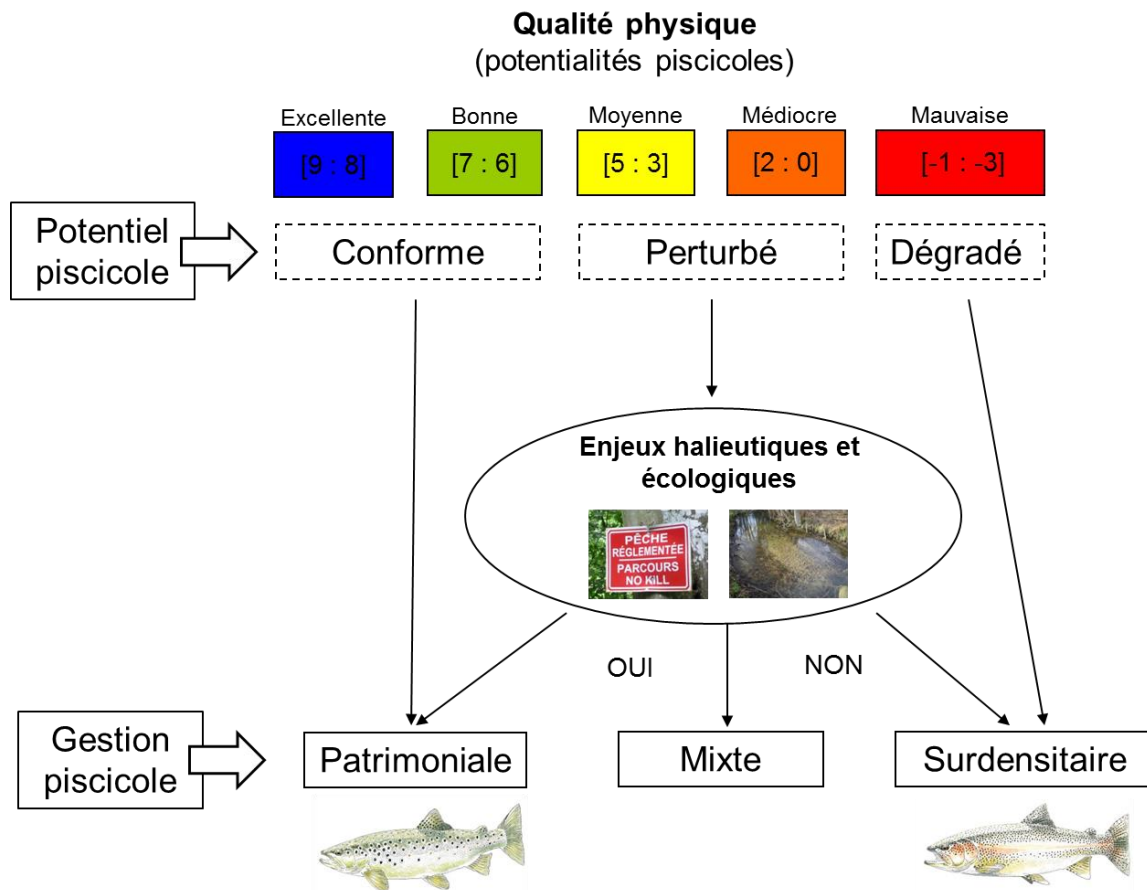 Qualité physique
(potentialités piscicoles)
Excellente
Bonne
Moyenne
Médiocre
Mauvaise
[9 : 8]
[7 : 6]
[5 : 3]
[2 : 0]
[-1 : -3]
Potentiel
piscicole
Conforme
Perturbé
Dégradé
Enjeux halieutiques et
écologiques
PÊCHE
RÉGLEMENTÉE
PARCOURS
NO KiLL
OUI
NON
Gestion
piscicole
Patrimoniale
Mixte
Surdensitaire